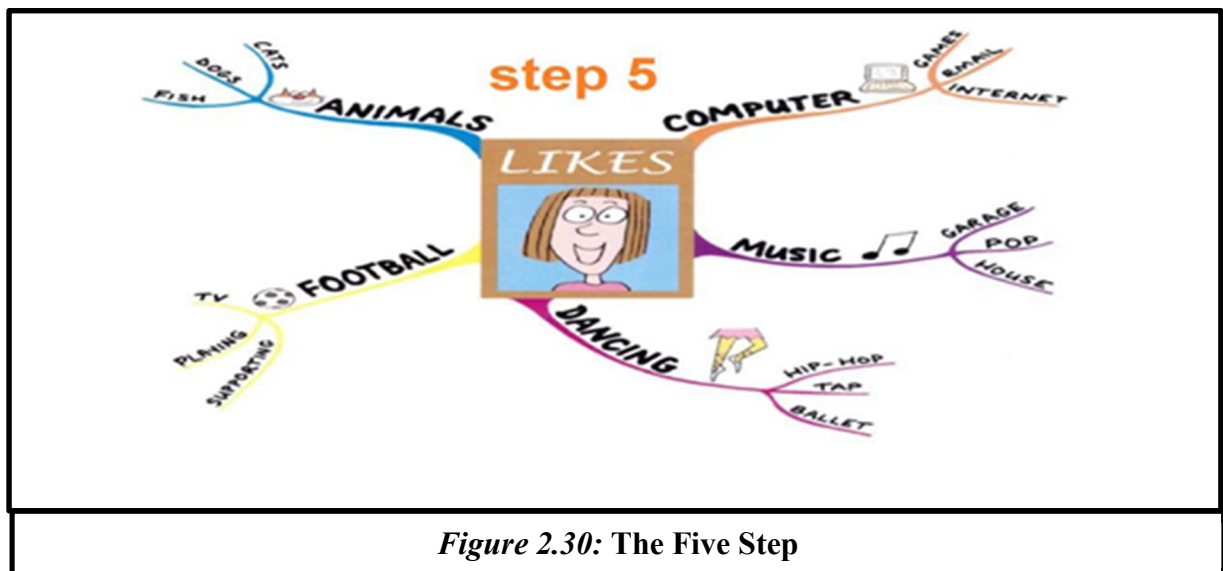 step 5
LIKES
COMPUTER
GAMES
EMAIL
INTERNET
MUSIC
GARAGE
POP
HOUSE
DANCING
HIP-HOP
TAP
BALLET
FOOTBALL
TV
PLAYING
SUPPORTING
ANIMALS
CATS
DOGS
FISH
Figure 2.30: The Five Step